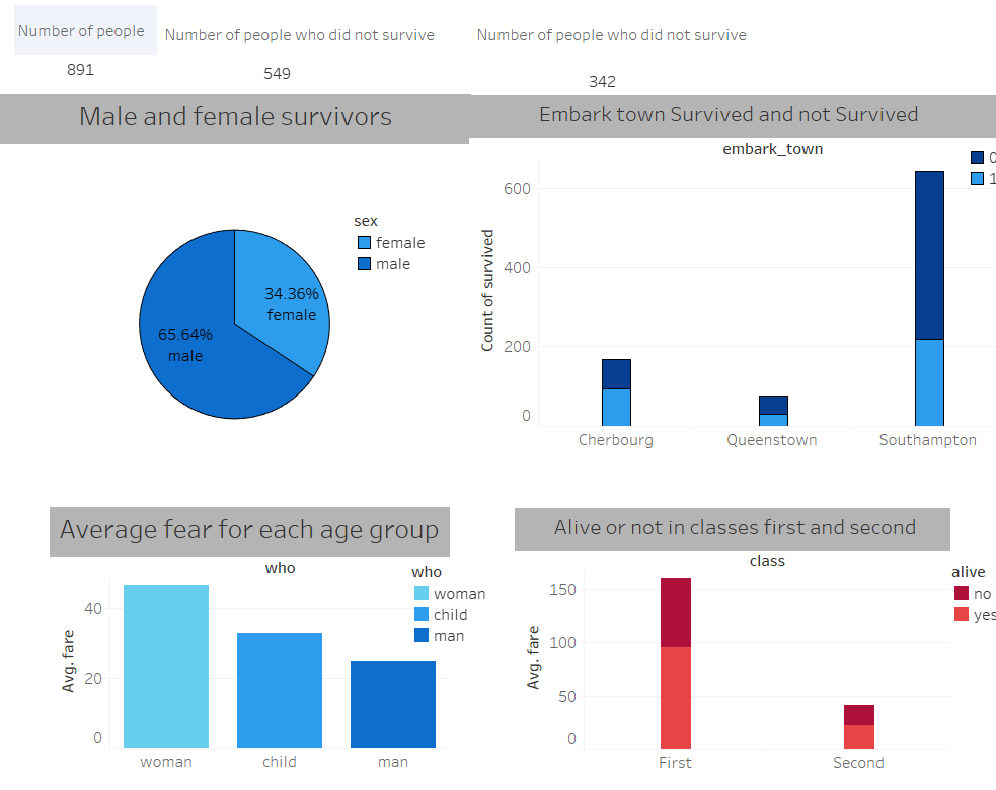 Number of people
Number of people who did not survive
Number of people who did not survive
891
549
342
Male and female survivors
Embark town Survived and not Survived
sex
female
male
34.36%
female
65.64%
male
embark_town
0
1
Count of survived
600
400
200
0
Cherbourg
Queenstown
Southampton
Average fear for each age group
who
who
woman
child
man
Avg. fare
40
20
0
woman
child
man
Alive or not in classes first and second
class
alive
no
yes
Avg. fare
150
100
50
0
First
Second